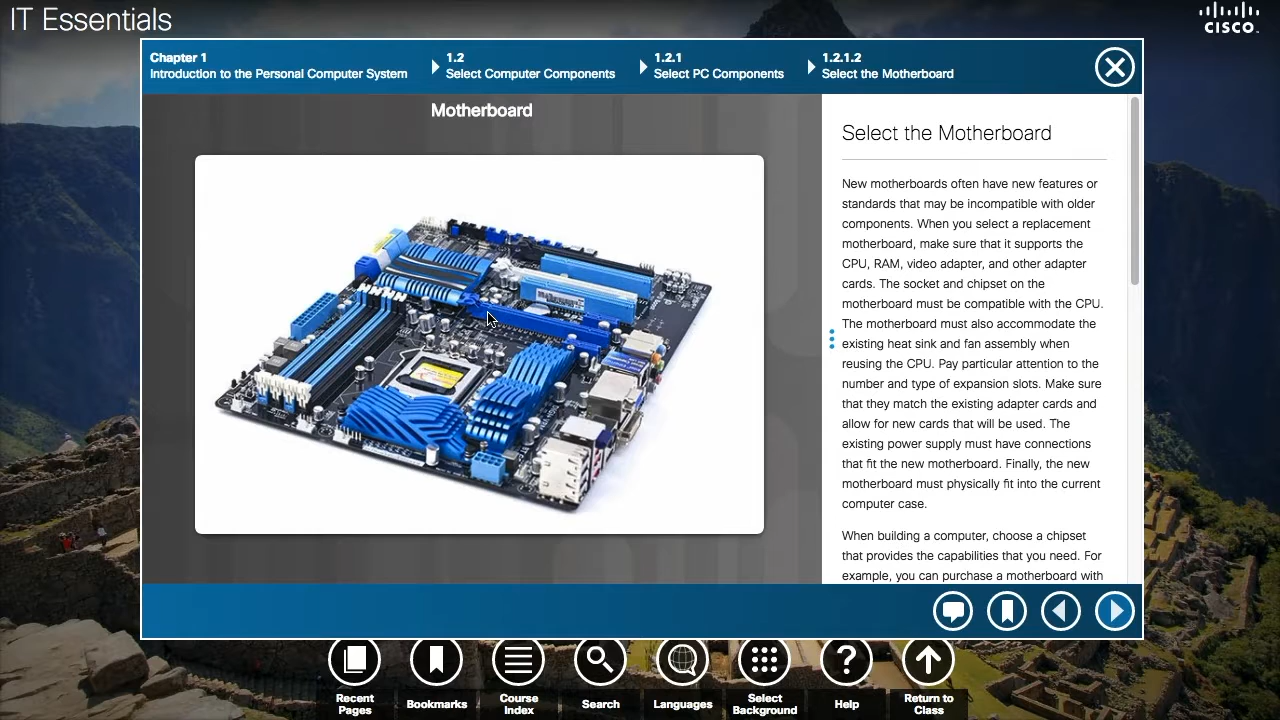 IT Essentials
CISCO
Chapter 1
Introduction to the Personal Computer System
1.2
Select Computer Components
1.2.1
Select PC Components
1.2.1.2
Select the Motherboard
Motherboard
Select the Motherboard
New motherboards often have new features or
standards that may be incompatible with older
components. When you select a replacement
motherboard, make sure that it supports the
CPU, RAM, video adapter, and other adapter
cards. The socket and chipset on the
motherboard must be compatible with the CPU.
The motherboard must also accommodate the
existing heat sink and fan assembly when
reusing the CPU. Pay particular attention to the
number and type of expansion slots. Make sure
that they match the existing adapter cards and
allow for new cards that will be used. The
existing power supply must have connections
that fit the new motherboard. Finally, the new
motherboard must physically fit into the current
computer case.
When building a computer, choose a chipset
that provides the capabilities that you need. For
example, you can purchase a motherboard with
Recent
Pages
Bookmarks
Course
Index
Search
Languages
Select
Background
?
Help
Return to
Class